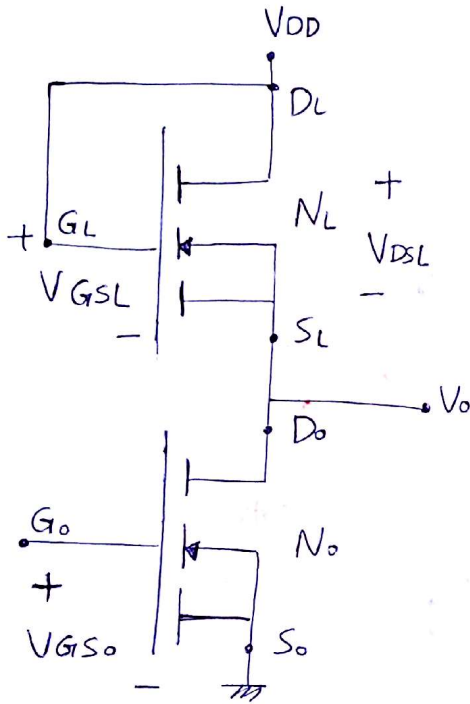 VDD
DL
+
GL
NL
+
VGSL
VDSL
-
-
SL
Vo
Do
Go
No
+
VGSo
So
-